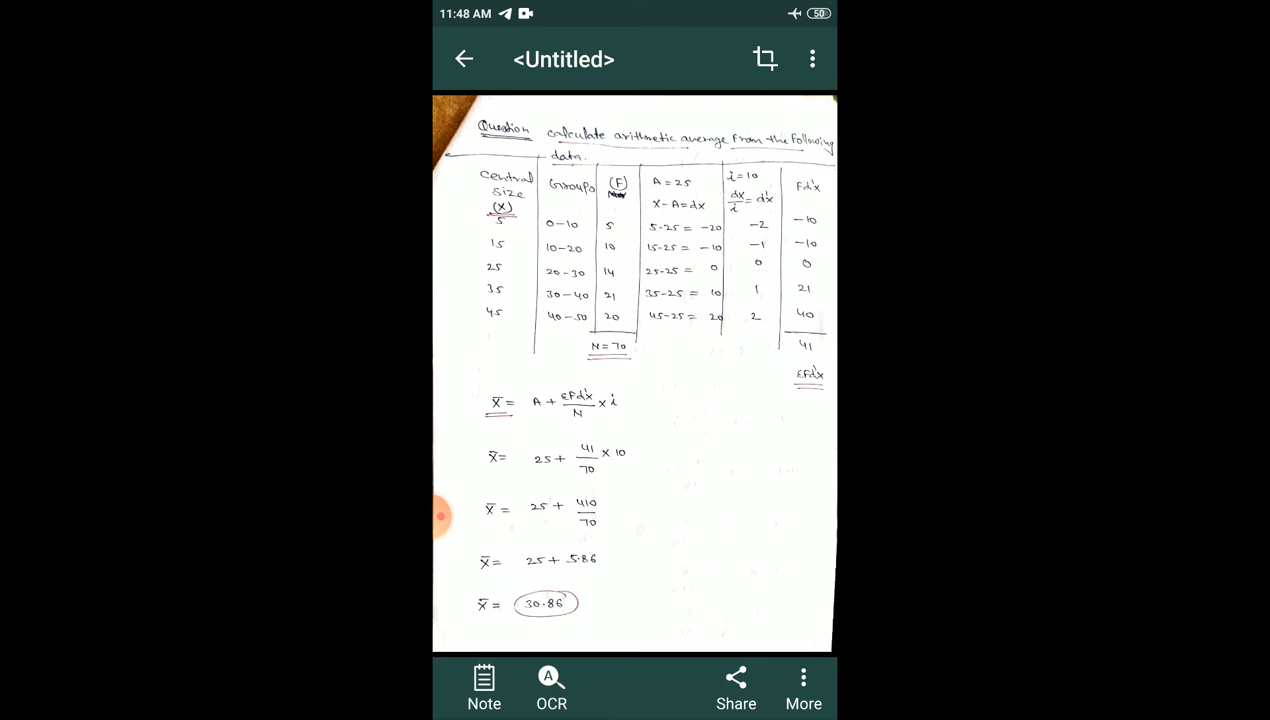 11:48 AM 50
<Untitled>
Question calculate arithmetic average from the following
data.
Central size (X) Groups (F) A = 25 X - A = dx i = 10 dx/i = d'x Fd'x
5 0-10 5 5-25 = -20 -2 -10
15 10-20 10 15-25 = -10 -1 -10
25 20-30 14 25-25 = 0 0 0
35 30-40 21 35-25 = 10 1 21
45 40-50 20 45-25 = 20 2 40
N = 70 41
ΣFd'x
X̄ = A + ΣFd'x/N × i
X̄ = 25 + 41/70 × 10
X̄ = 25 + 410/70
X̄ = 25 + 5.86
X̄ = 30.86
Note OCR Share More